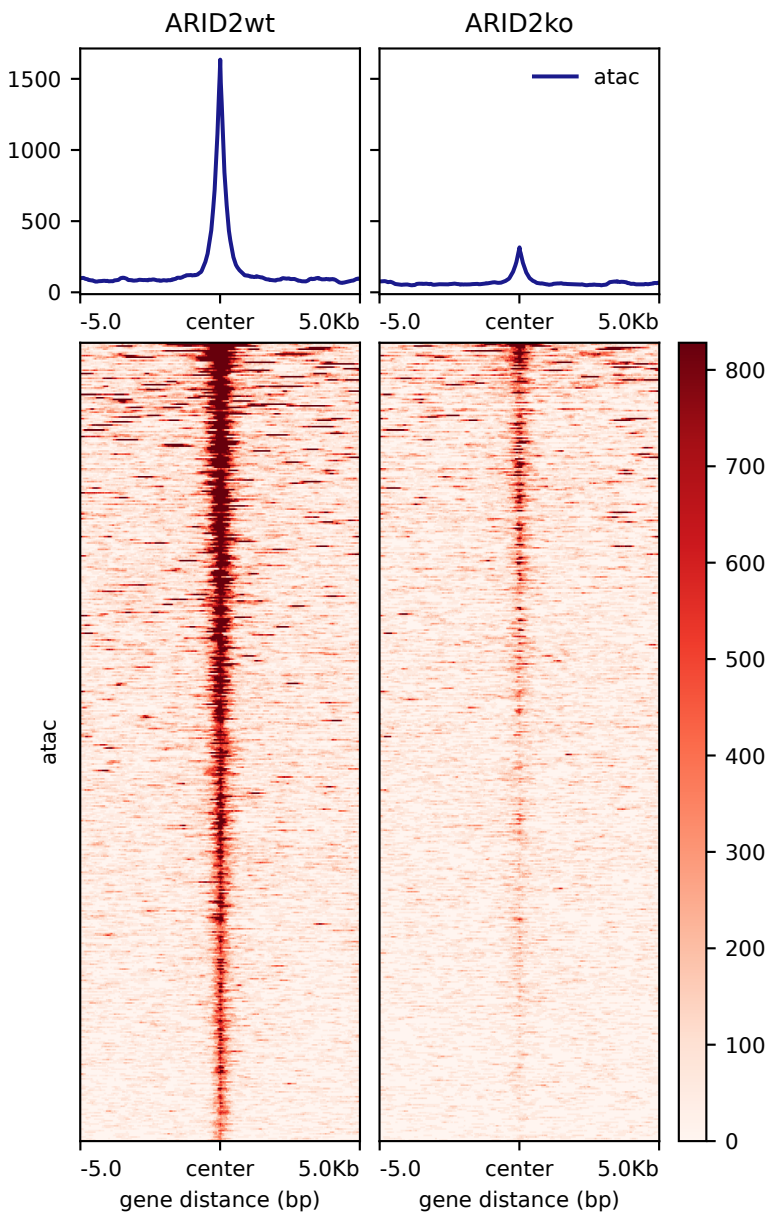 ARID2wt ARID2ko
atac
1500
1000
500
0
-5.0 center 5.0Kb -5.0 center 5.0Kb
800
700
600
500
400
300
200
100
0
atac
-5.0 center 5.0Kb -5.0 center 5.0Kb
gene distance (bp) gene distance (bp)